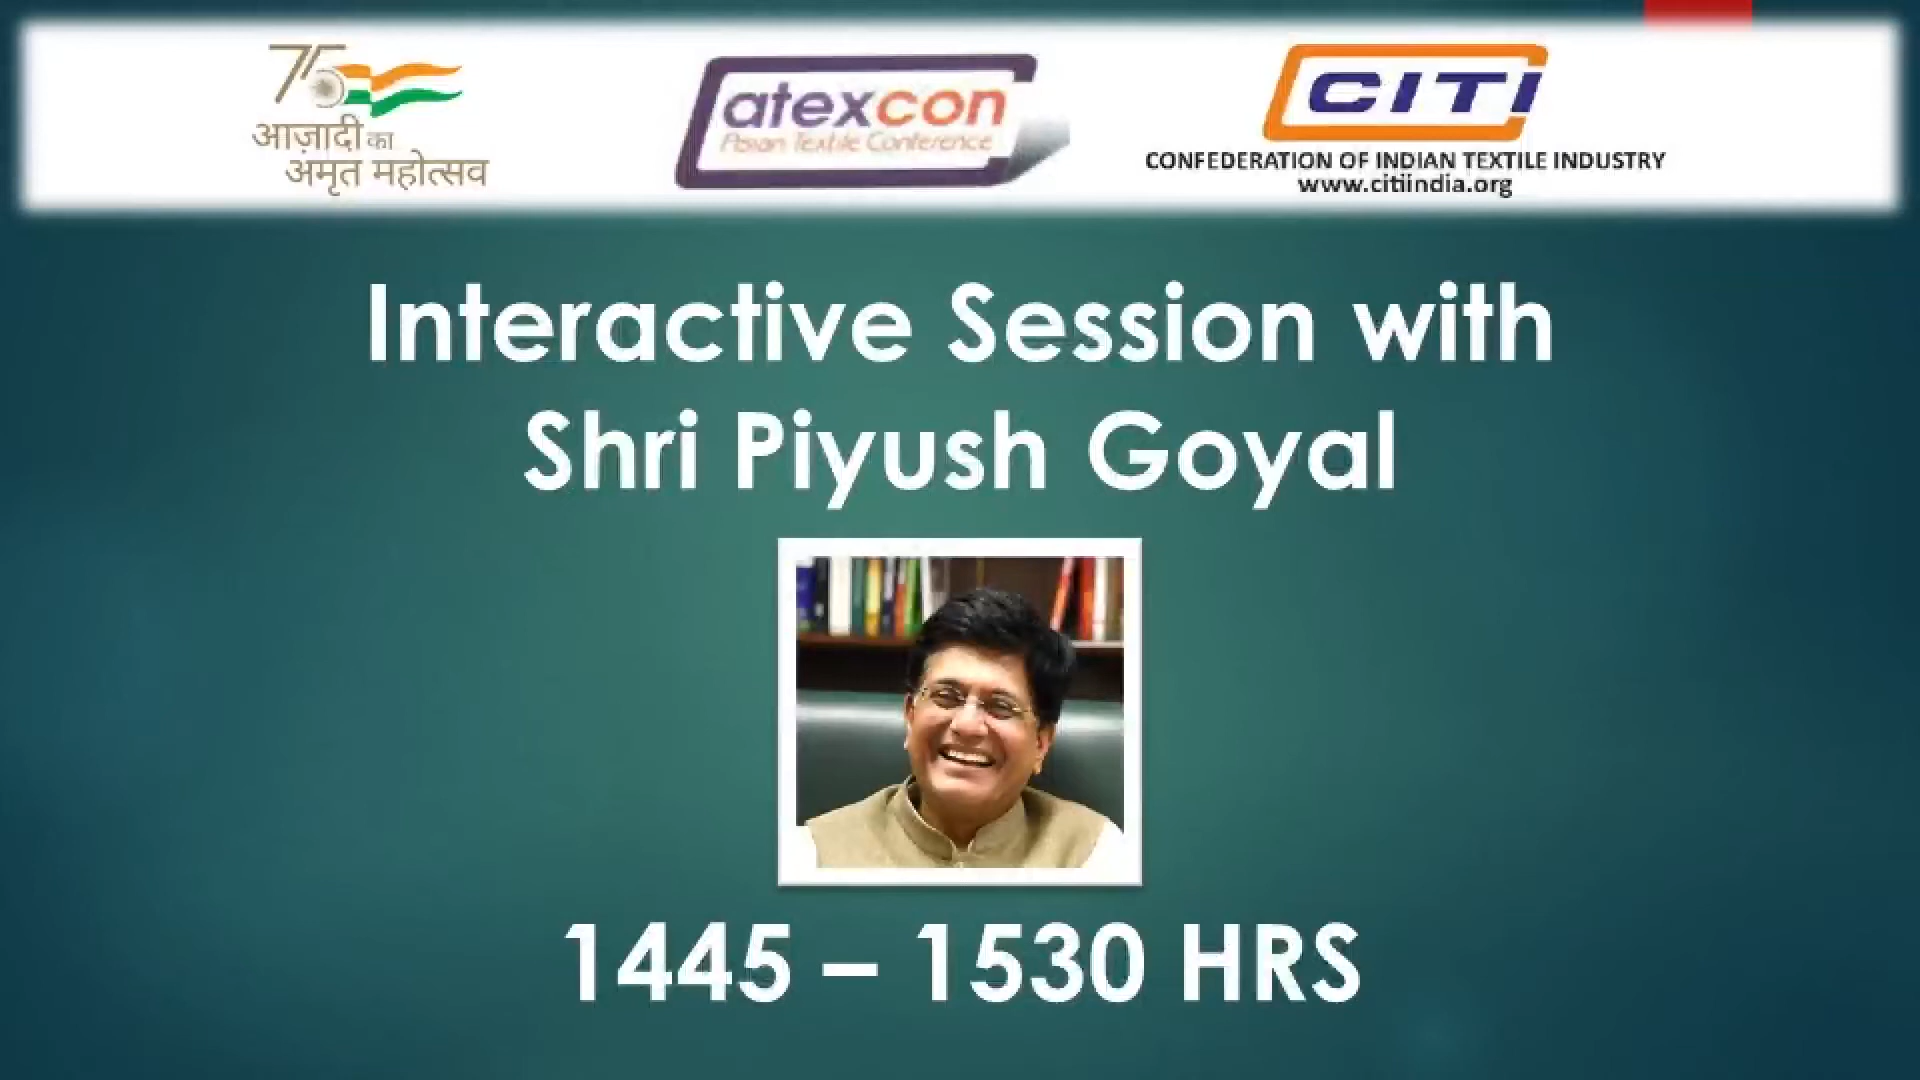 75
आज़ादी का
अमृत महोत्सव
atexcon
Asian Textile Conference
CITI
CONFEDERATION OF INDIAN TEXTILE INDUSTRY
www.citiindia.org
Interactive Session with
Shri Piyush Goyal
1445 – 1530 HRS